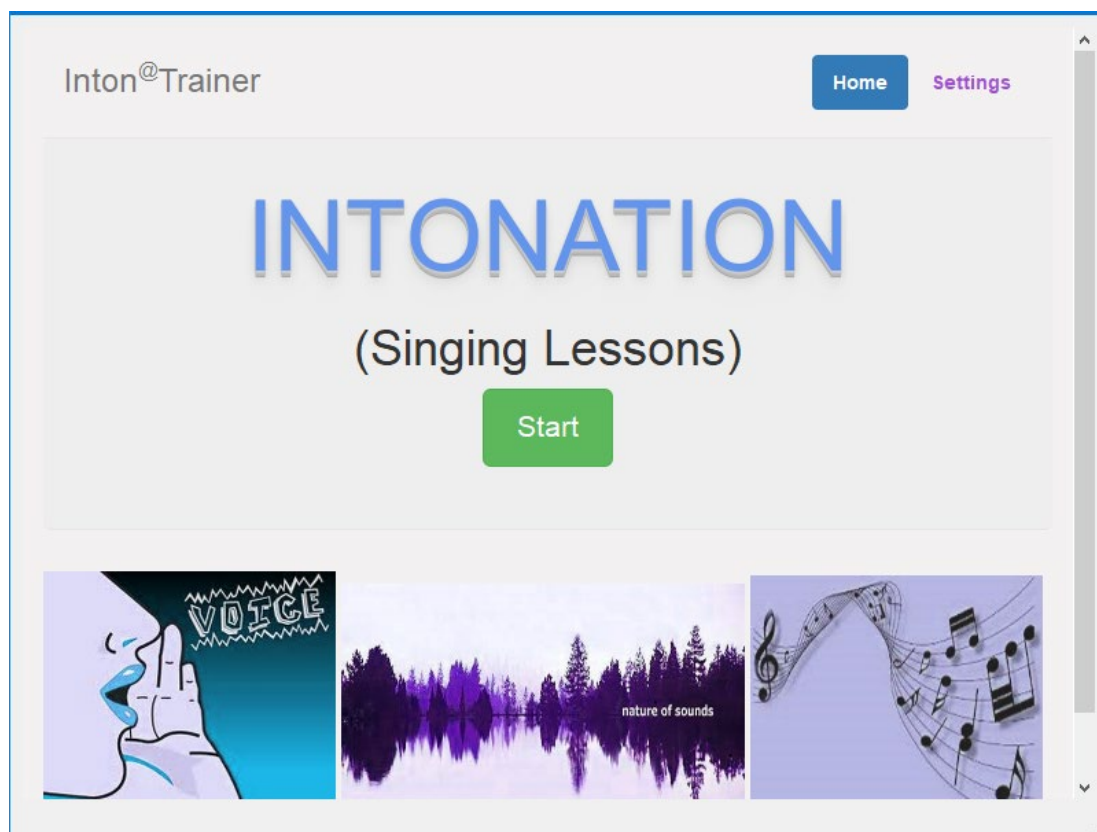 Inton@Trainer
Home
Settings
INTONATION
(Singing Lessons)
Start
VOICE
nature of sounds